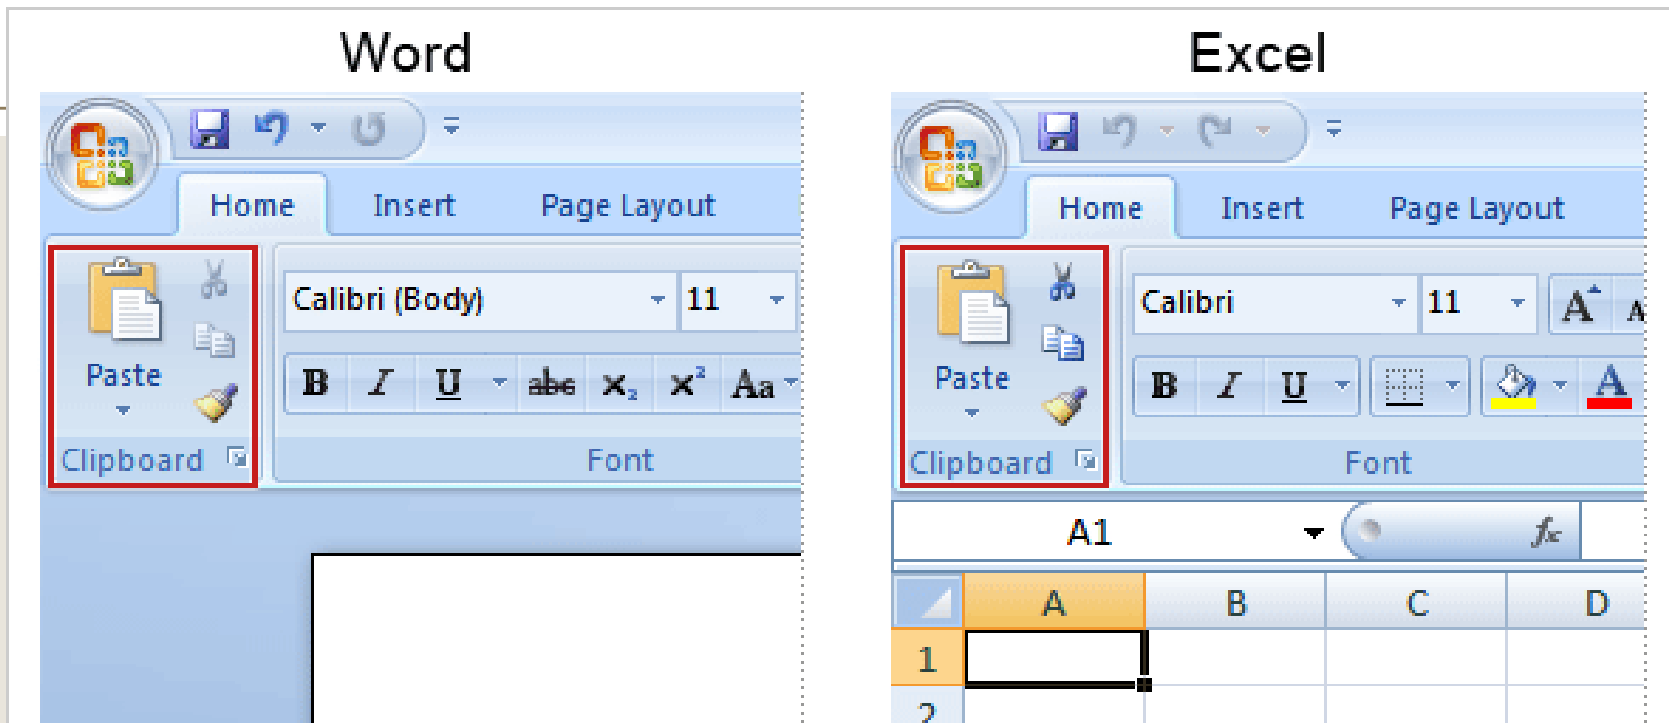 Word
Home Insert Page Layout
Calibri (Body) 11
Paste
B I U abc x₂ x² Aa
Clipboard Font
Excel
Home Insert Page Layout
Calibri 11 A A
Paste
B I U A
Clipboard Font
A1 fx
A B C D
1
2